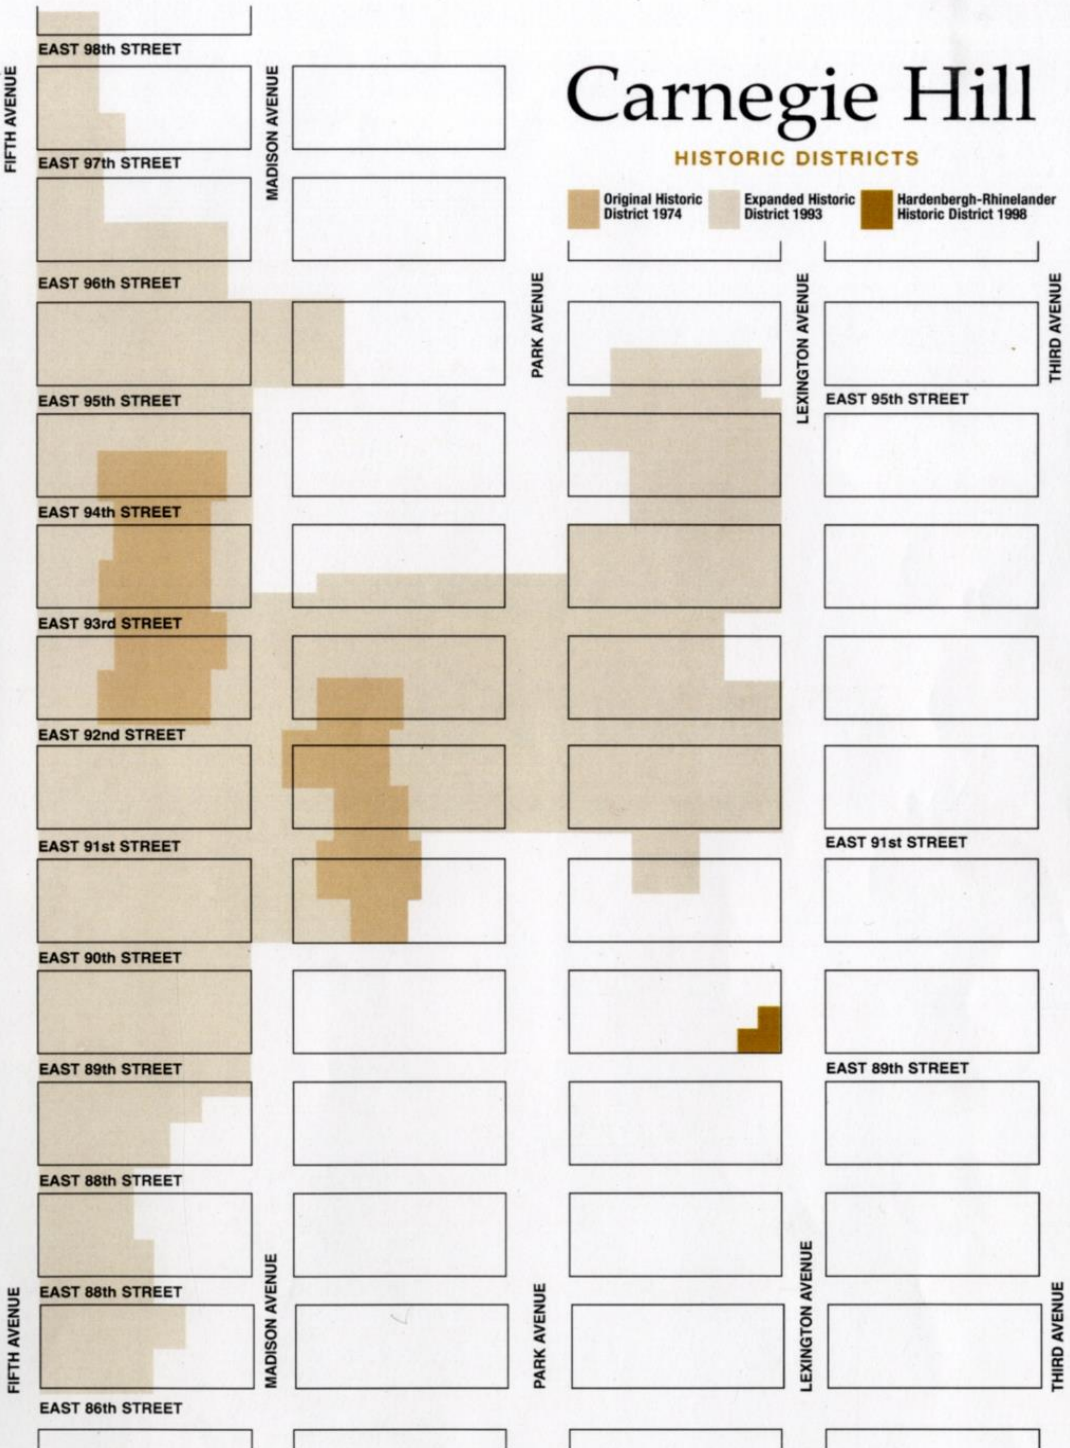 EAST 98th STREET
FIFTH AVENUE
MADISON AVENUE
Carnegie Hill
HISTORIC DISTRICTS
EAST 97th STREET
Original Historic
District 1974
Expanded Historic
District 1993
Hardenbergh-Rhinelander
Historic District 1998
EAST 96th STREET
PARK AVENUE
LEXINGTON AVENUE
THIRD AVENUE
EAST 95th STREET
EAST 95th STREET
EAST 94th STREET
EAST 93rd STREET
EAST 92nd STREET
EAST 91st STREET
EAST 91st STREET
EAST 90th STREET
EAST 89th STREET
EAST 89th STREET
EAST 88th STREET
EAST 88th STREET
FIFTH AVENUE
MADISON AVENUE
PARK AVENUE
LEXINGTON AVENUE
THIRD AVENUE
EAST 86th STREET